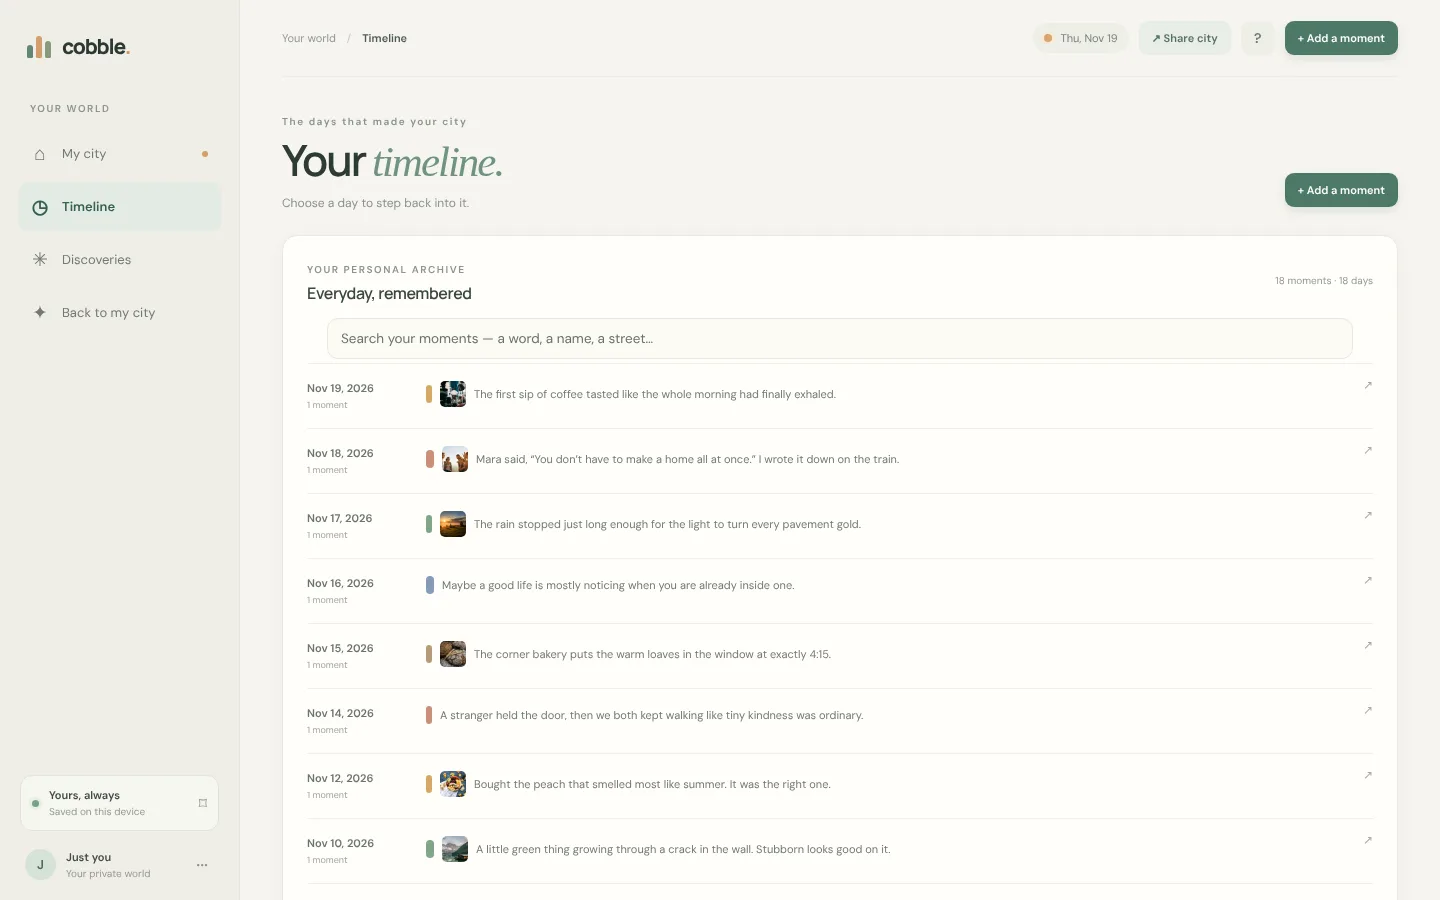 cobble.
YOUR WORLD
My city
Timeline
Discoveries
Back to my city
Yours, always
Saved on this device
J
Just you
Your private world
Your world / Timeline
Thu, Nov 19
↗ Share city
?
+ Add a moment
The days that made your city
Your timeline.
Choose a day to step back into it.
+ Add a moment
YOUR PERSONAL ARCHIVE
Everyday, remembered
18 moments · 18 days
Search your moments — a word, a name, a street…
Nov 19, 2026
1 moment
The first sip of coffee tasted like the whole morning had finally exhaled.
Nov 18, 2026
1 moment
Mara said, “You don’t have to make a home all at once.” I wrote it down on the train.
Nov 17, 2026
1 moment
The rain stopped just long enough for the light to turn every pavement gold.
Nov 16, 2026
1 moment
Maybe a good life is mostly noticing when you are already inside one.
Nov 15, 2026
1 moment
The corner bakery puts the warm loaves in the window at exactly 4:15.
Nov 14, 2026
1 moment
A stranger held the door, then we both kept walking like tiny kindness was ordinary.
Nov 12, 2026
1 moment
Bought the peach that smelled most like summer. It was the right one.
Nov 10, 2026
1 moment
A little green thing growing through a crack in the wall. Stubborn looks good on it.